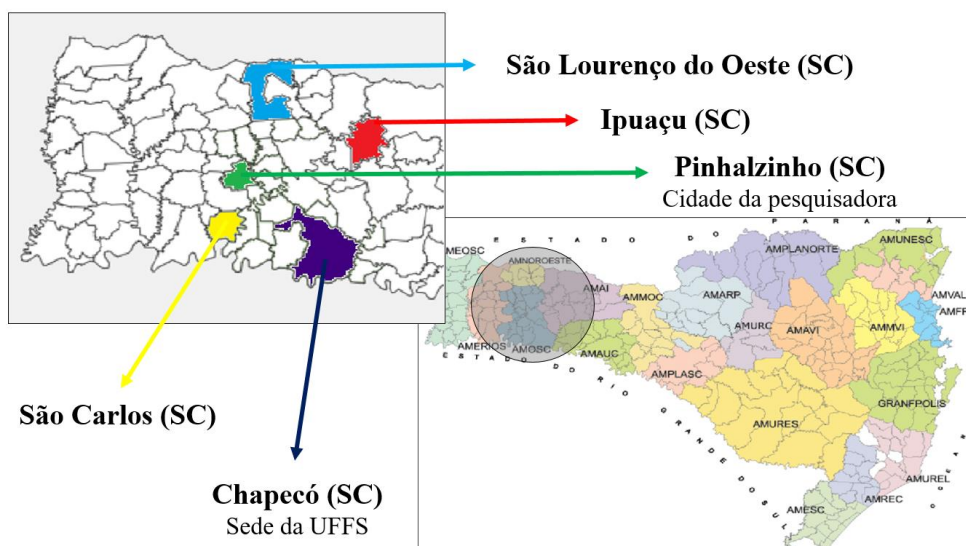 São Lourenço do Oeste (SC)
Ipuaçu (SC)
Pinhalzinho (SC)
Cidade da pesquisadora
São Carlos (SC)
Chapecó (SC)
Sede da UFFS
ESTADO DO PARANÁ
AMEOSC
AMNOROESTE
AMAI
AMMOC
AMERIOS
AMOSC
AMAUC
AMPLANORTE
AMUNESC
AMARP
AMURC
AMAVI
AMMVI
AMVALI
AMPLASC
GRANFPOLIS
AMURES
AMUREL
AMREC
AMESC
ESTADO DO RIO GRANDE DO SUL